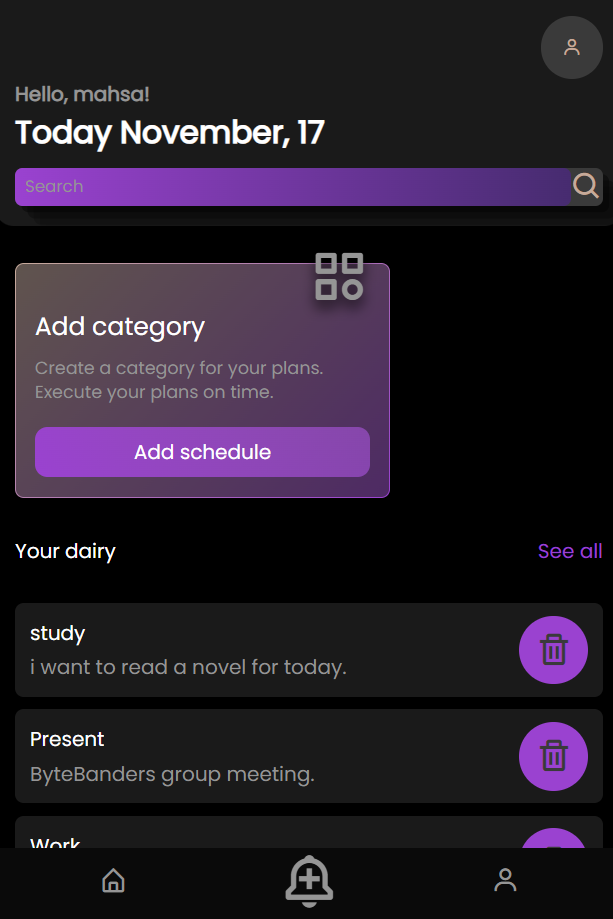 Hello, mahsa!
Today November, 17
Search
Add category
Create a category for your plans.
Execute your plans on time.
Add schedule
Your dairy
See all
study
i want to read a novel for today.
Present
ByteBanders group meeting.
Work